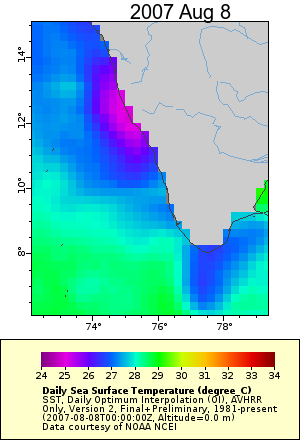 2007 Aug 8
14°
12°
10°
8°
74° 76° 78°
24 25 26 27 28 29 30 31 32 33 34
Daily Sea Surface Temperature (degree_C)
SST, Daily Optimum Interpolation (OI), AVHRR
Only, Version 2, Final+Preliminary, 1981-present
(2007-08-08T00:00:00Z, Altitude=0.0 m)
Data courtesy of NOAA NCEI